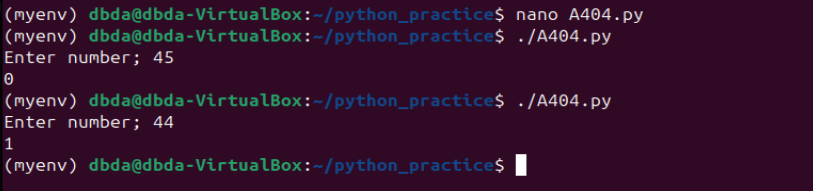 (myenv) dbda@dbda-VirtualBox:~/python_practice$ nano A404.py
(myenv) dbda@dbda-VirtualBox:~/python_practice$ ./A404.py
Enter number; 45
0
(myenv) dbda@dbda-VirtualBox:~/python_practice$ ./A404.py
Enter number; 44
1
(myenv) dbda@dbda-VirtualBox:~/python_practice$